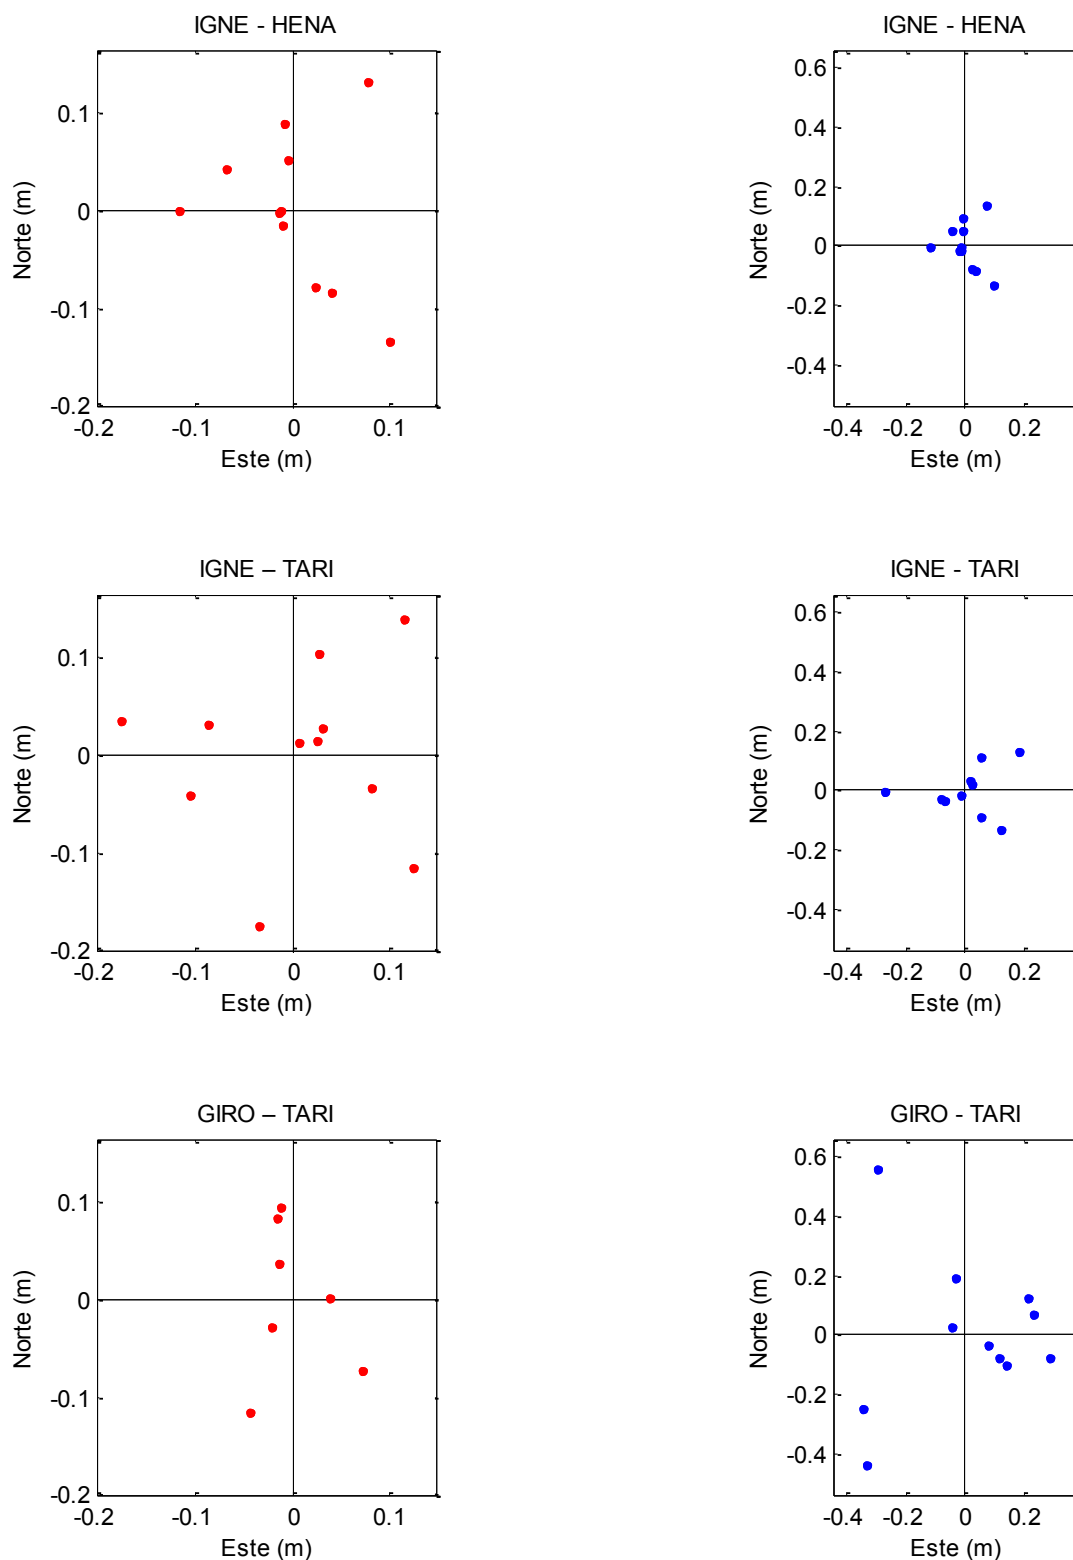 IGNE - HENA
0.1
0
-0.1
-0.2
-0.2 -0.1 0 0.1
Norte (m)
Este (m)
IGNE - HENA
0.6
0.4
0.2
0
-0.2
-0.4
-0.4 -0.2 0 0.2
Norte (m)
Este (m)
IGNE – TARI
0.1
0
-0.1
-0.2
-0.2 -0.1 0 0.1
Norte (m)
Este (m)
IGNE - TARI
0.6
0.4
0.2
0
-0.2
-0.4
-0.4 -0.2 0 0.2
Norte (m)
Este (m)
GIRO – TARI
0.1
0
-0.1
-0.2
-0.2 -0.1 0 0.1
Norte (m)
Este (m)
GIRO - TARI
0.6
0.4
0.2
0
-0.2
-0.4
-0.4 -0.2 0 0.2
Norte (m)
Este (m)